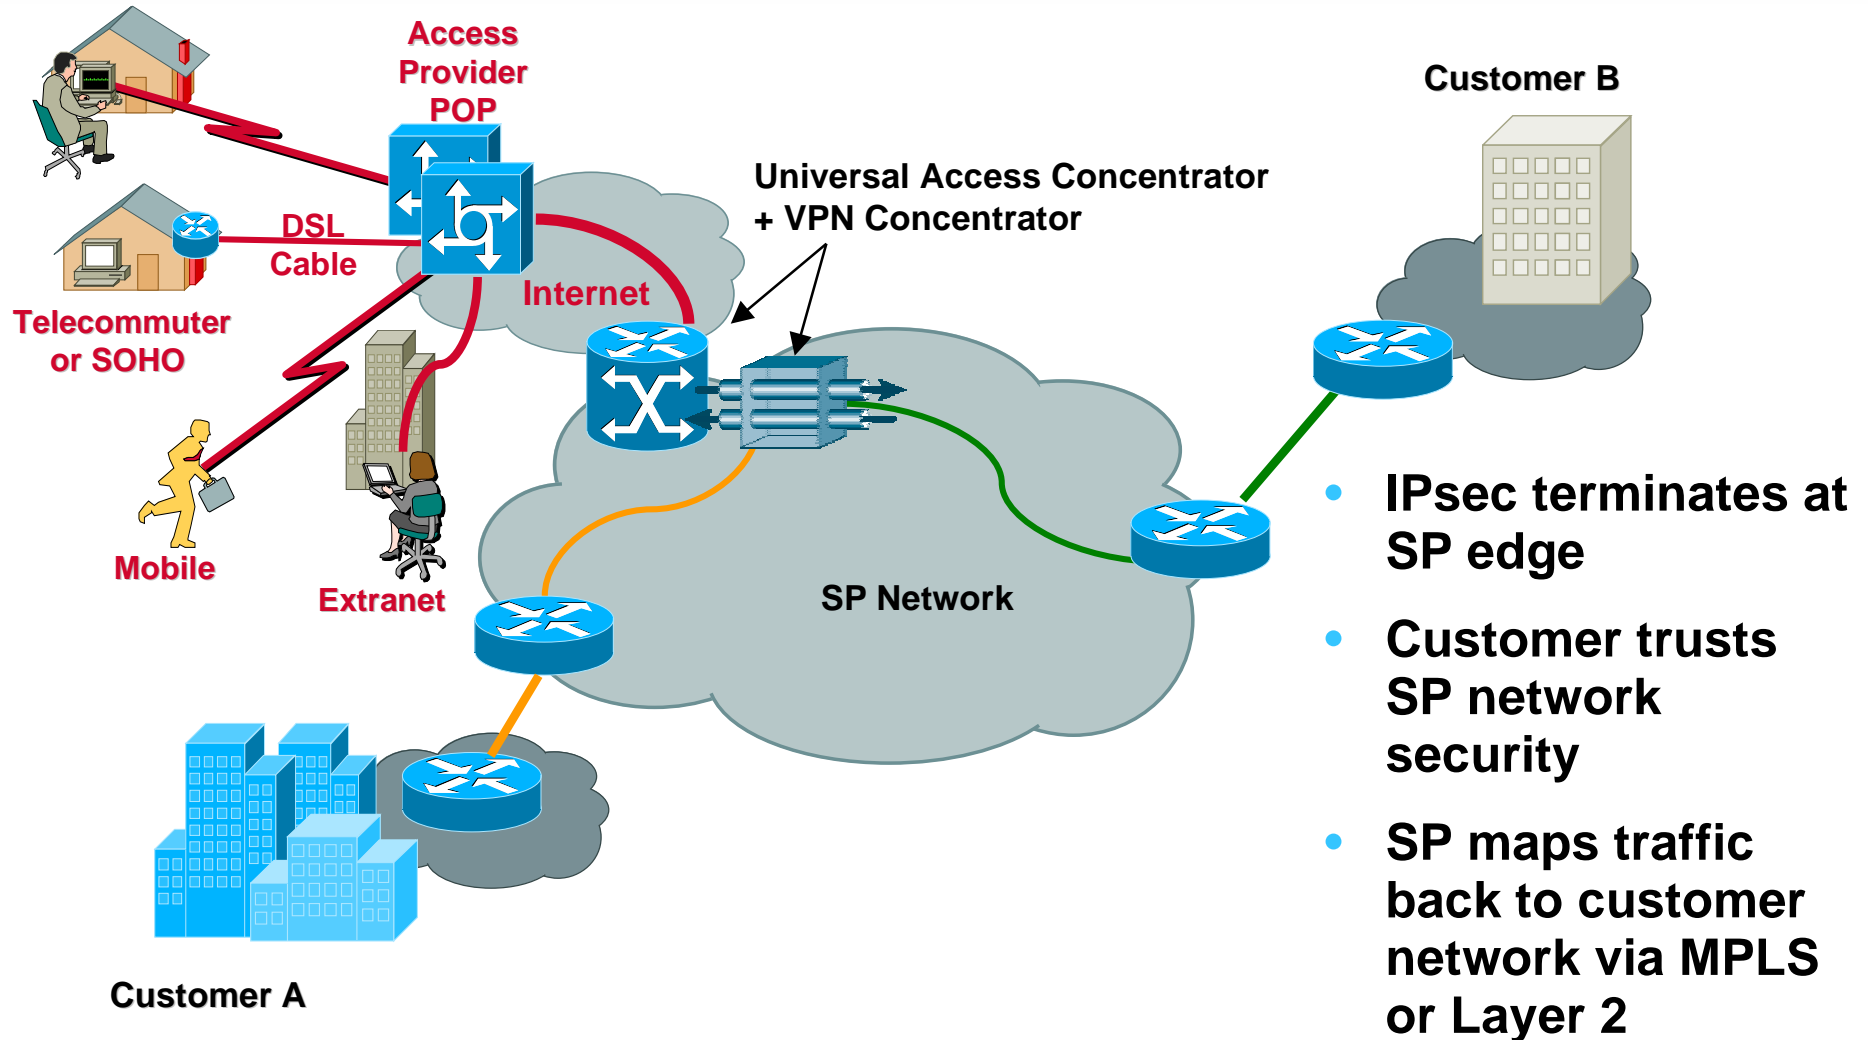 Access
Provider
POP
Customer B
Universal Access Concentrator
+ VPN Concentrator
DSL
Cable
Internet
Telecommuter
or SOHO
Mobile
Extranet
SP Network
Customer A
• IPsec terminates at
SP edge
• Customer trusts
SP network
security
• SP maps traffic
back to customer
network via MPLS
or Layer 2